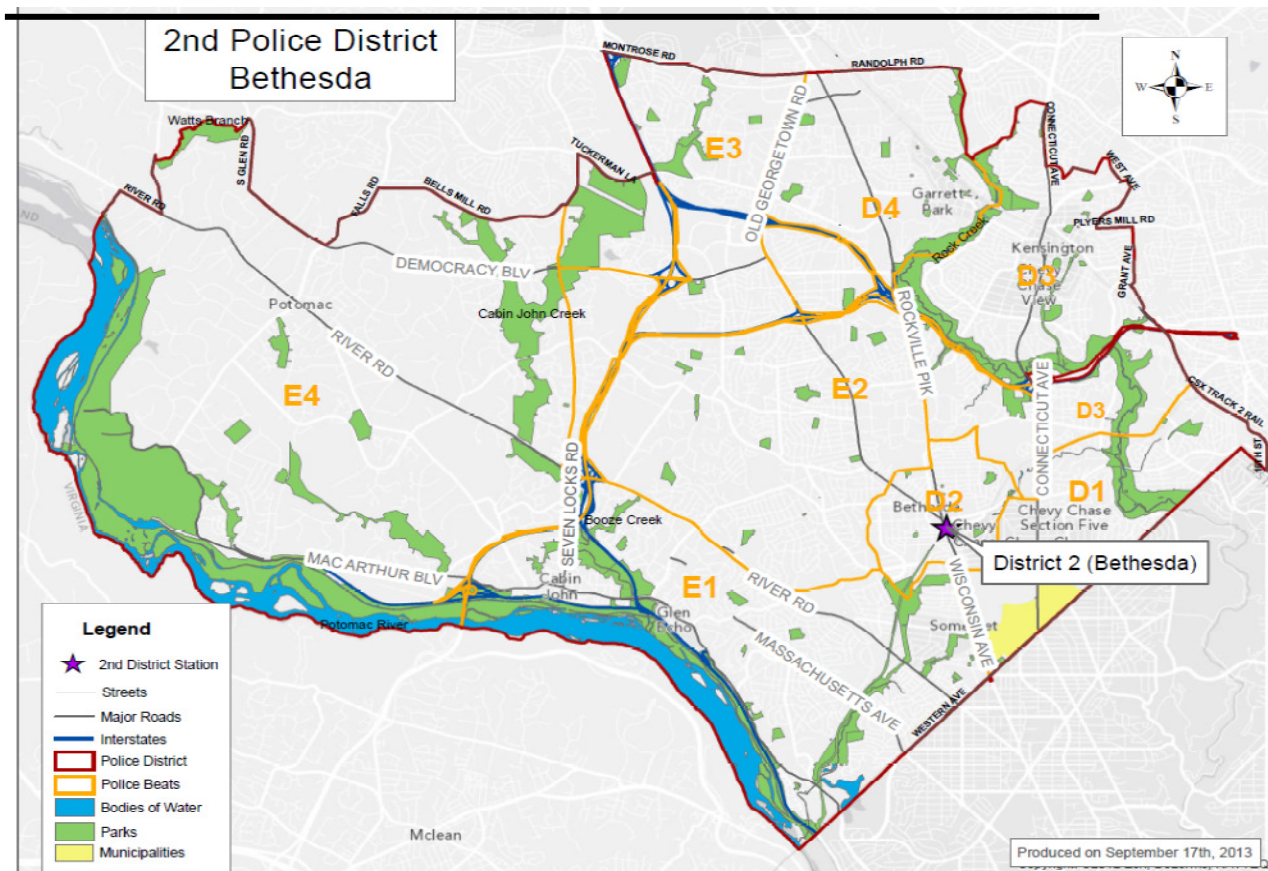 2nd Police District
Bethesda
MONTROSE RD
RANDOLPH RD
N
W
E
S
Watts Branch
S GLEN RD
TUCKERMAN LA
E3
OLD GEORGETOWN RD
CONNECTICUT AVE
WEST AVE
RIVER RD
FALLS RD
BELLS MILL RD
Garrett
Park
D4
PLYERS MILL RD
Rock Creek
Kensington
GRANT AVE
DEMOCRACY BLV
D3
Chase
View
Potomac
Cabin John Creek
ROCKVILLE PIK
RIVER RD
E4
E2
CSX TRACK 2 RAIL
D3
CONNECTICUT AVE
16TH ST
VIRGINIA
SEVEN LOCKS RD
D2
D1
Chevy Chase
Section Five
Booze Creek
Chevy
District 2 (Bethesda)
MAC ARTHUR BLV
Cabin
John
E1
RIVER RD
WISCONSIN AVE
Glen
Echo
Potomac River
MASSACHUSETTS AVE
WESTERN AVE
Legend
2nd District Station
Streets
Major Roads
Interstates
Police District
Police Beats
Bodies of Water
Parks
Municipalities
Mclean
Produced on September 17th, 2013